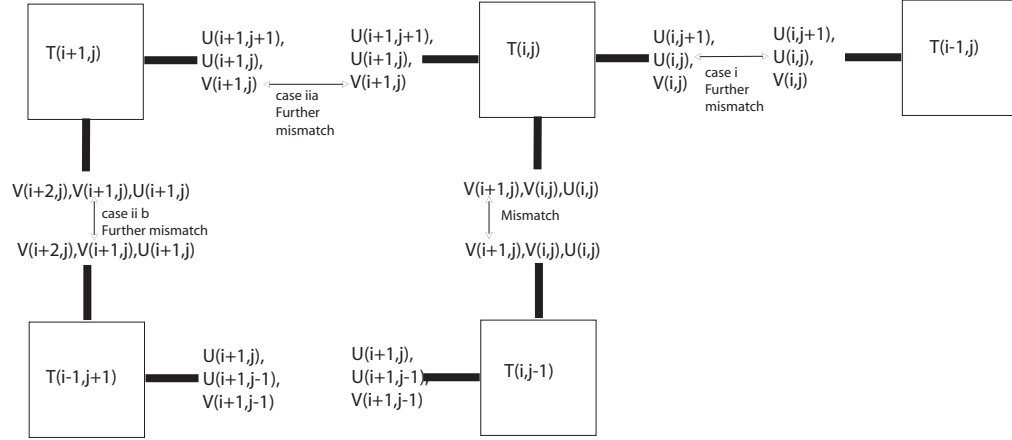 T(i+1,j)
U(i+1,j+1),
U(i+1,j),
V(i+1,j)
case iia
Further
mismatch
U(i+1,j+1),
U(i+1,j),
V(i+1,j)
T(i,j)
U(i,j+1),
U(i,j),
V(i,j)
case i
Further
mismatch
U(i,j+1),
U(i,j),
V(i,j)
T(i-1,j)
V(i+2,j),V(i+1,j),U(i+1,j)
case ii b
Further mismatch
V(i+2,j),V(i+1,j),U(i+1,j)
V(i+1,j),V(i,j),U(i,j)
Mismatch
V(i+1,j),V(i,j),U(i,j)
T(i-1,j+1)
U(i+1,j),
U(i+1,j-1),
V(i+1,j-1)
U(i+1,j),
U(i+1,j-1),
V(i+1,j-1)
T(i,j-1)